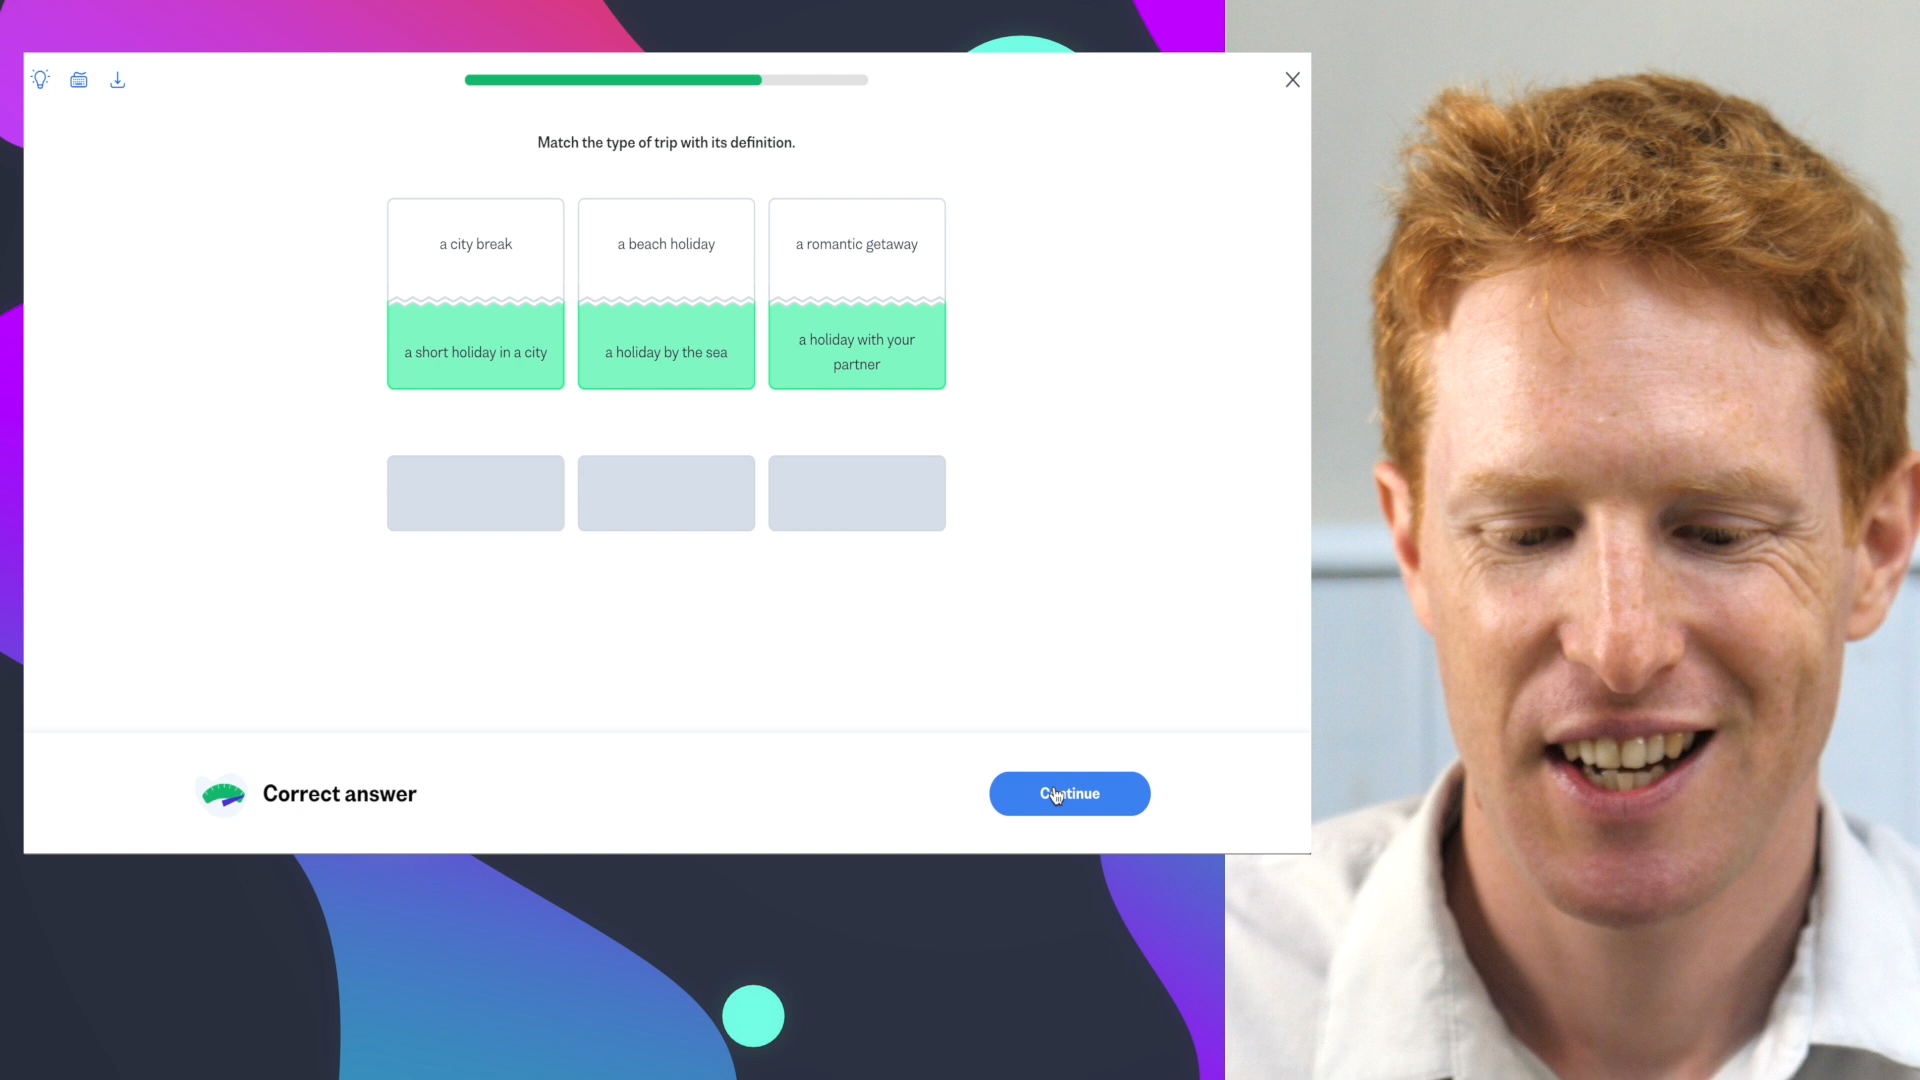 Match the type of trip with its definition.
a city break
a beach holiday
a romantic getaway
a short holiday in a city
a holiday by the sea
a holiday with your
partner
Correct answer
Continue